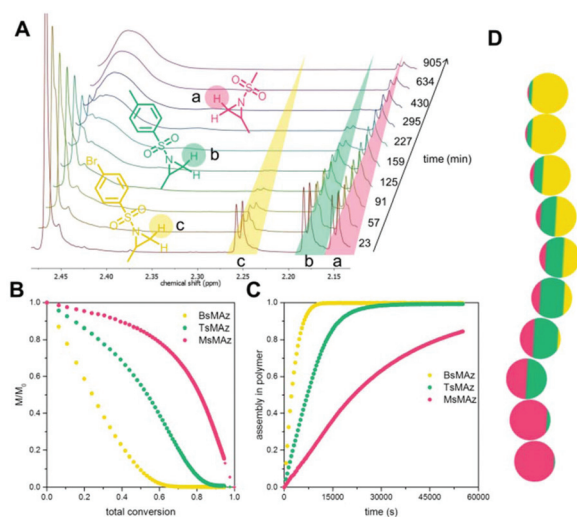 A
D
a
H
H
N
O
S
O
O
S
O
N
H
H
b
Br
O
S
O
N
H
H
c
905
634
430
295
227
159
125
91
57
23
time (min)
2.45 2.40 2.35 2.30 2.25 2.20 2.15
chemical shift [ppm]
c b a
B
M/M₀
1.0
0.8
0.6
0.4
0.2
0.0
BsMAz
TsMAz
MsMAz
0.0 0.2 0.4 0.6 0.8 1.0
total conversion
C
assembly in polymer
1.0
0.8
0.6
0.4
0.2
0.0
BsMAz
TsMAz
MsMAz
0 15000 30000 45000 60000
time (s)